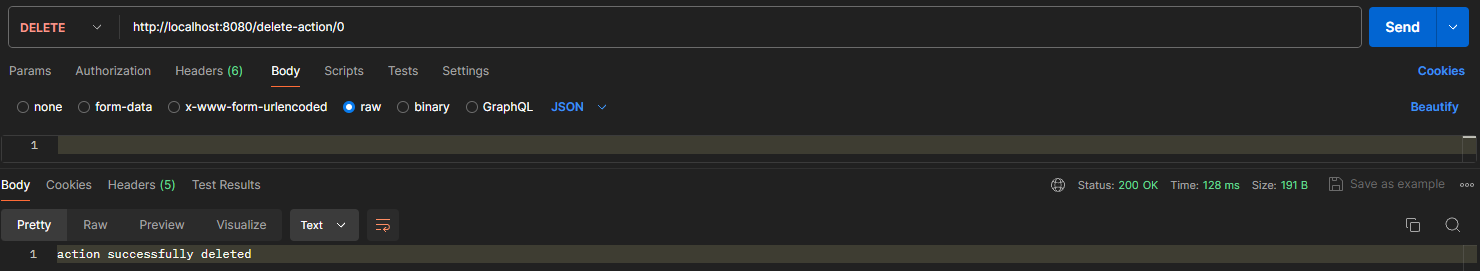 DELETE http://localhost:8080/delete-action/0 Send
Params Authorization Headers (6) Body Scripts Tests Settings Cookies
none form-data x-www-form-urlencoded raw binary GraphQL JSON Beautify
1
Body Cookies Headers (5) Test Results Status: 200 OK Time: 128 ms Size: 191 B Save as example
Pretty Raw Preview Visualize Text
1 action successfully deleted